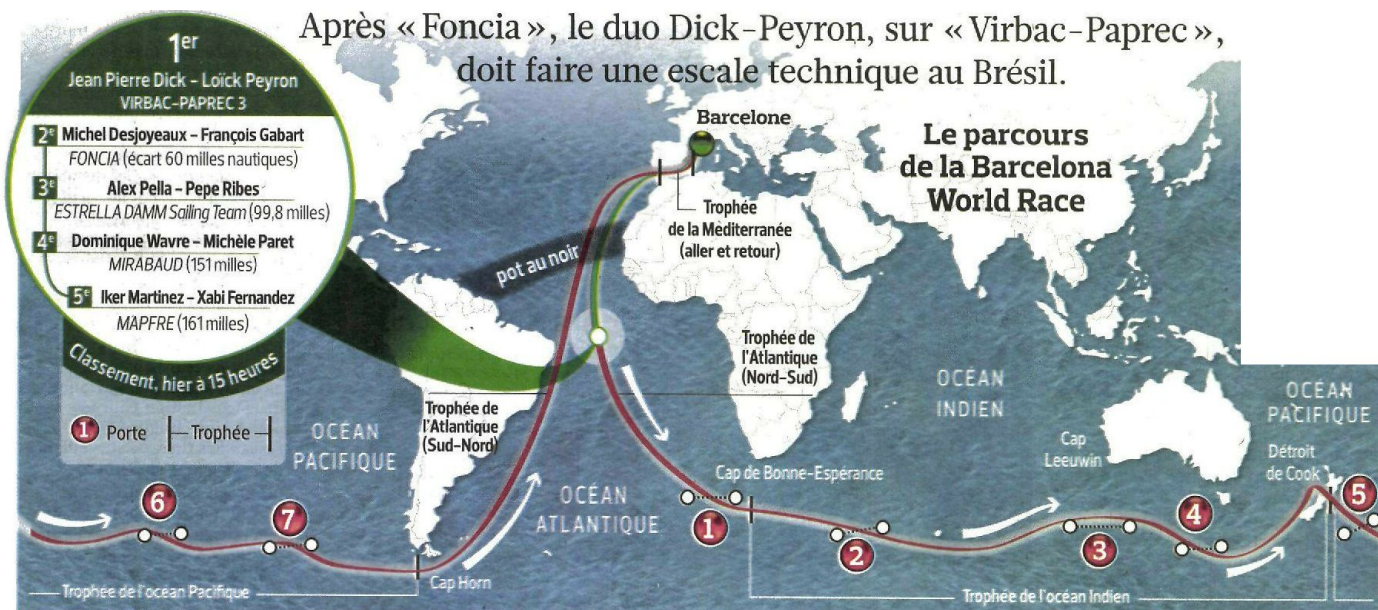 Après « Foncia », le duo Dick-Peyron, sur « Virbac-Paprec »,
doit faire une escale technique au Brésil.
1er
Jean Pierre Dick - Loïck Peyron
VIRBAC-PAPREC 3
2e Michel Desjoyeaux – François Gabart
FONCIA (écart 60 milles nautiques)
3e Alex Pella – Pepe Ribes
ESTRELLA DAMM Sailing Team (99,8 milles)
4e Dominique Wavre – Michèle Paret
MIRABAUD (151 milles)
5e Iker Martinez – Xabi Fernandez
MAPFRE (161 milles)
Classement, hier à 15 heures
1 Porte
Trophée
Barcelone
Le parcours
de la Barcelona
World Race
Trophée
de la Méditerranée
(aller et retour)
pot au noir
Trophée de
l'Atlantique
(Nord-Sud)
Trophée de
l'Atlantique
(Sud-Nord)
OCÉAN
PACIFIQUE
OCÉAN
ATLANTIQUE
OCÉAN
INDIEN
OCÉAN
PACIFIQUE
Cap de Bonne-Espérance
Cap
Leeuwin
Détroit
de Cook
6
7
1
2
3
4
5
Cap Horn
Trophée de l'océan Pacifique
Trophée de l'océan Indien